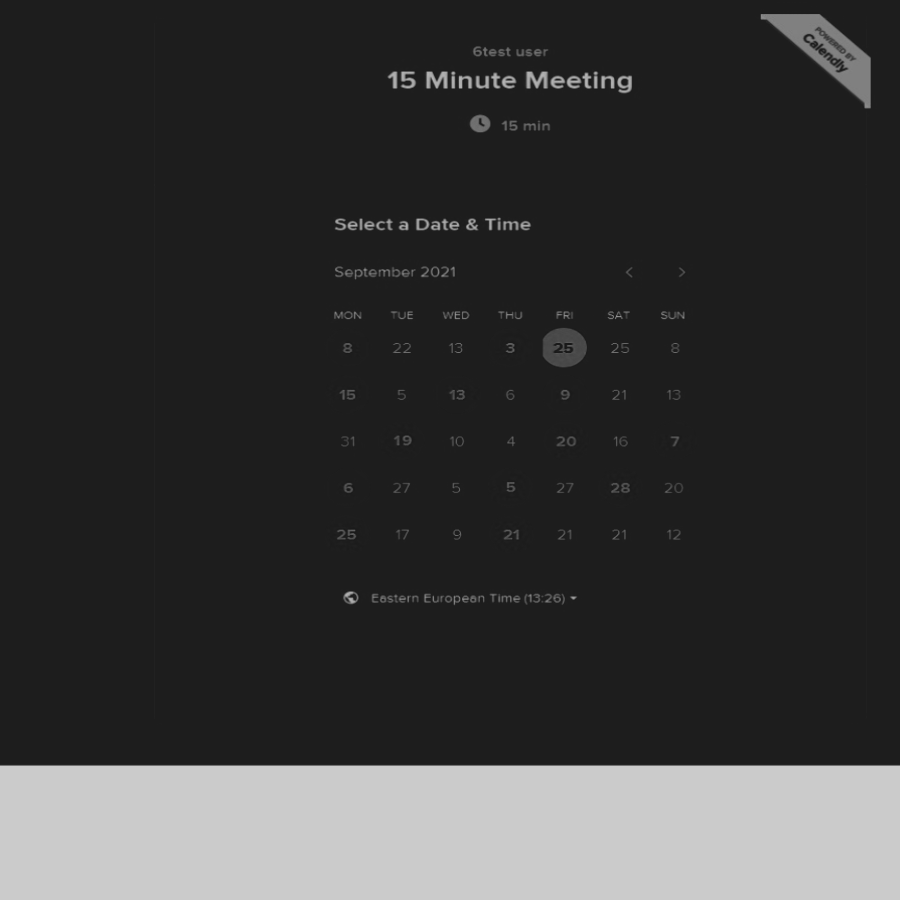 POWERED BY
Calendly
6test user
15 Minute Meeting
15 min
Select a Date & Time
September 2021
MON TUE WED THU FRI SAT SUN
8 22 13 3 25 25 8
15 5 13 6 9 21 13
31 19 10 4 20 16 7
6 27 5 5 27 28 20
25 17 9 21 21 21 12
Eastern European Time (13:26)